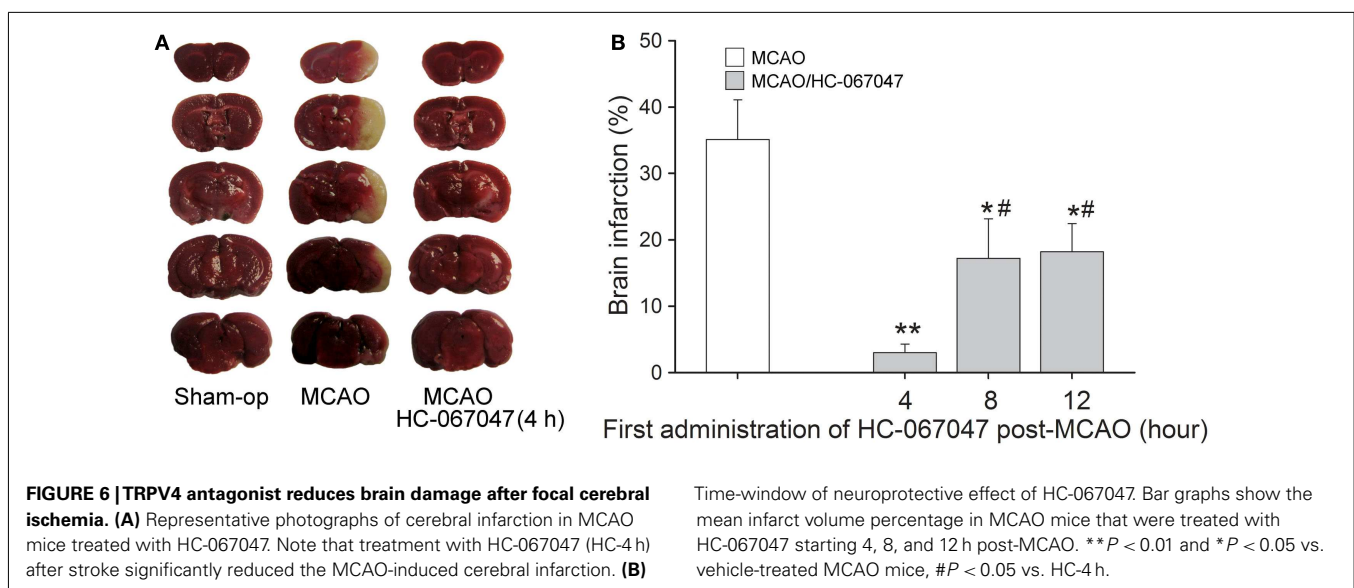 A
Sham-op
MCAO
MCAO
HC-067047 (4 h)
B
Brain infarction (%)
50
40
30
20
10
0
MCAO
MCAO/HC-067047
**
*#
*#
4 8 12
First administration of HC-067047 post-MCAO (hour)
FIGURE 6 | TRPV4 antagonist reduces brain damage after focal cerebral
ischemia. (A) Representative photographs of cerebral infarction in MCAO
mice treated with HC-067047. Note that treatment with HC-067047 (HC-4 h)
after stroke significantly reduced the MCAO-induced cerebral infarction. (B)
Time-window of neuroprotective effect of HC-067047. Bar graphs show the
mean infarct volume percentage in MCAO mice that were treated with
HC-067047 starting 4, 8, and 12 h post-MCAO. **P < 0.01 and *P < 0.05 vs.
vehicle-treated MCAO mice, #P < 0.05 vs. HC-4 h.